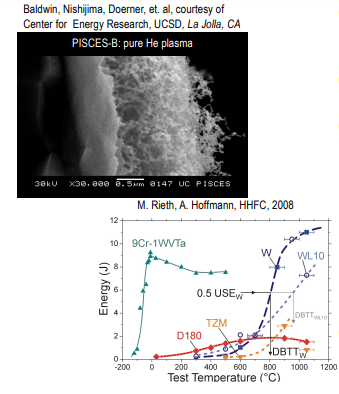 Baldwin, Nishijima, Doerner, et. al, courtesy of
Center for Energy Research, UCSD, La Jolla, CA
PISCES-B: pure He plasma
30kU X30,000 0.5µm 0147 UC PISCES
M. Rieth, A. Hoffmann, HHFC, 2008
12
10
8
6
4
2
0
Energy (J)
9Cr-1WVTa
W
WL10
0.5 USEW
TZM
D180
DBTTWL10
DBTTW
-200 0 200 400 600 800 1000 1200
Test Temperature (°C)